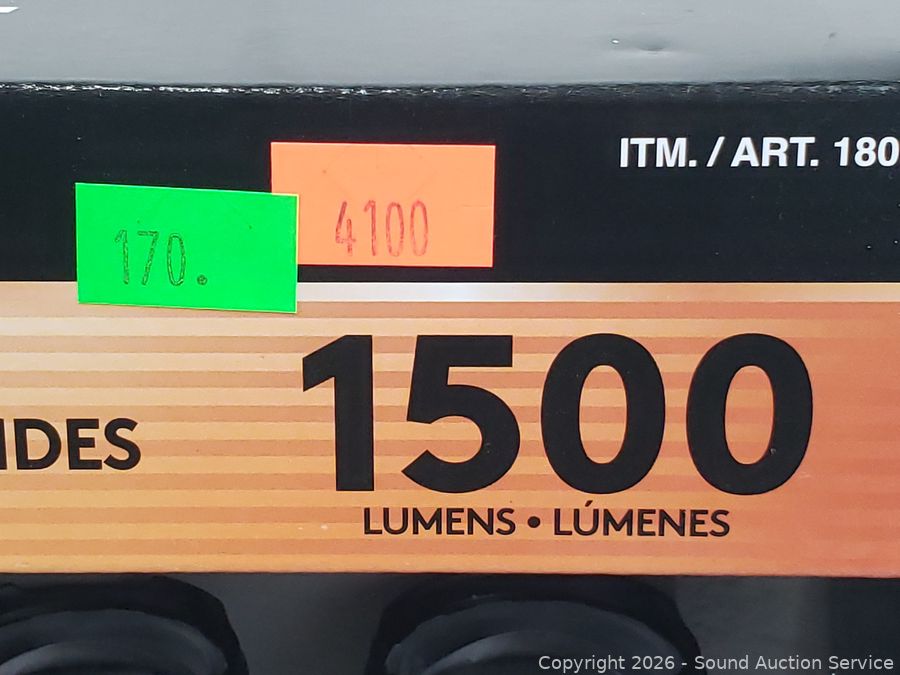 ITM. / ART. 180
4100
170.
1500
IDES
LUMENS • LÚMENES
Copyright 2026 - Sound Auction Service